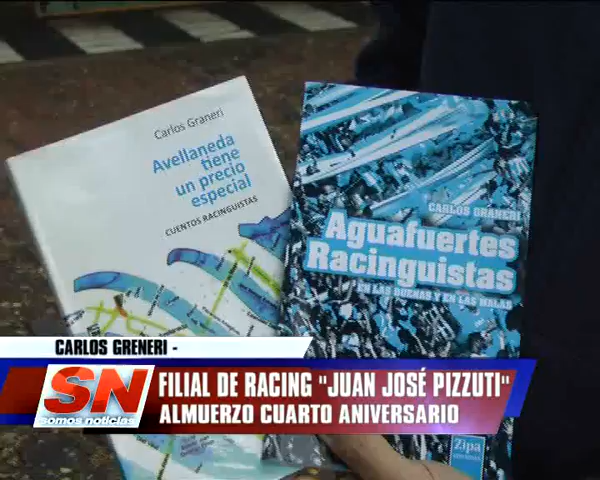 Carlos Graneri
Avellaneda
tiene
un precio
especial
CUENTOS RACINGUISTAS
CARLOS GRANERI
Aguafuertes
Racinguistas
EN LAS BUENAS Y EN LAS MALAS
Zipa
CARLOS GRENERI -
SN
somos noticias
FILIAL DE RACING "JUAN JOSÉ PIZZUTI"
ALMUERZO CUARTO ANIVERSARIO